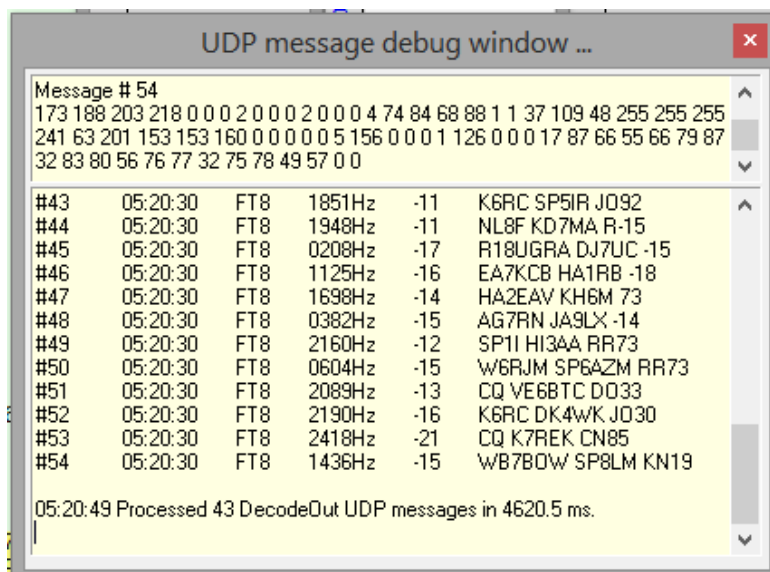 UDP message debug window ...
Message # 54
173 188 203 218 0 0 0 2 0 0 0 2 0 0 0 4 74 84 68 88 1 1 37 109 48 255 255 255
241 63 201 153 153 160 0 0 0 0 0 5 156 0 0 0 1 126 0 0 0 17 87 66 55 66 79 87
32 83 80 56 76 77 32 75 78 49 57 0 0
#43 05:20:30 FT8 1851Hz -11 K6RC SP5IR JO92
#44 05:20:30 FT8 1948Hz -11 NL8F KD7MA R-15
#45 05:20:30 FT8 0208Hz -17 R18UGRA DJ7UC -15
#46 05:20:30 FT8 1125Hz -16 EA7KCB HA1RB -18
#47 05:20:30 FT8 1698Hz -14 HA2EAV KH6M 73
#48 05:20:30 FT8 0382Hz -15 AG7RN JA9LX -14
#49 05:20:30 FT8 2160Hz -12 SP1I HI3AA RR73
#50 05:20:30 FT8 0604Hz -15 W6RJM SP6AZM RR73
#51 05:20:30 FT8 2089Hz -13 CQ VE6BTC DO33
#52 05:20:30 FT8 2190Hz -16 K6RC DK4WK JO30
#53 05:20:30 FT8 2418Hz -21 CQ K7REK CN85
#54 05:20:30 FT8 1436Hz -15 WB7BOW SP8LM KN19
05:20:49 Processed 43 DecodeOut UDP messages in 4620.5 ms.